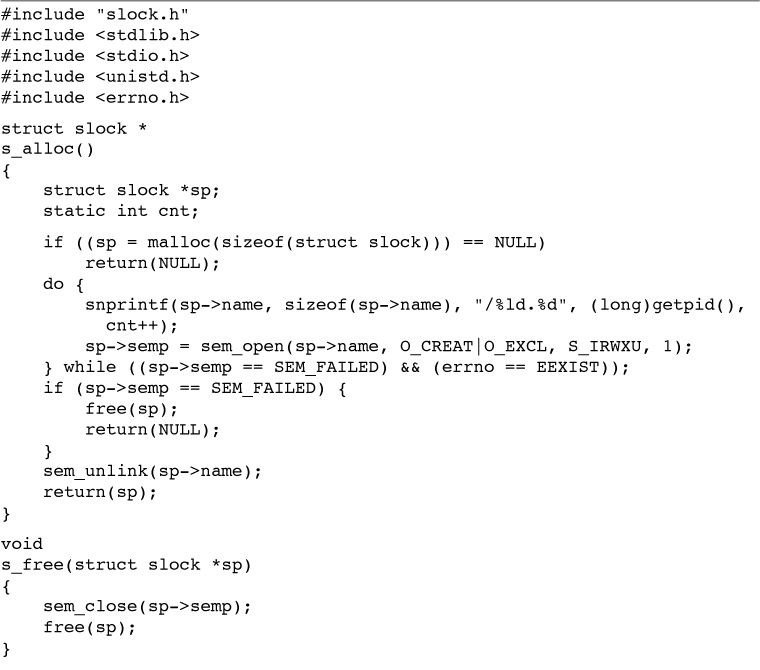 #include "slock.h"
#include <stdlib.h>
#include <stdio.h>
#include <unistd.h>
#include <errno.h>
struct slock *
s_alloc()
{
    struct slock *sp;
    static int cnt;
    if ((sp = malloc(sizeof(struct slock))) == NULL)
        return(NULL);
    do {
        snprintf(sp->name, sizeof(sp->name), "/%ld.%d", (long)getpid(),
          cnt++);
        sp->semp = sem_open(sp->name, O_CREAT|O_EXCL, S_IRWXU, 1);
    } while ((sp->semp == SEM_FAILED) && (errno == EEXIST));
    if (sp->semp == SEM_FAILED) {
        free(sp);
        return(NULL);
    }
    sem_unlink(sp->name);
    return(sp);
}
void
s_free(struct slock *sp)
{
    sem_close(sp->semp);
    free(sp);
}